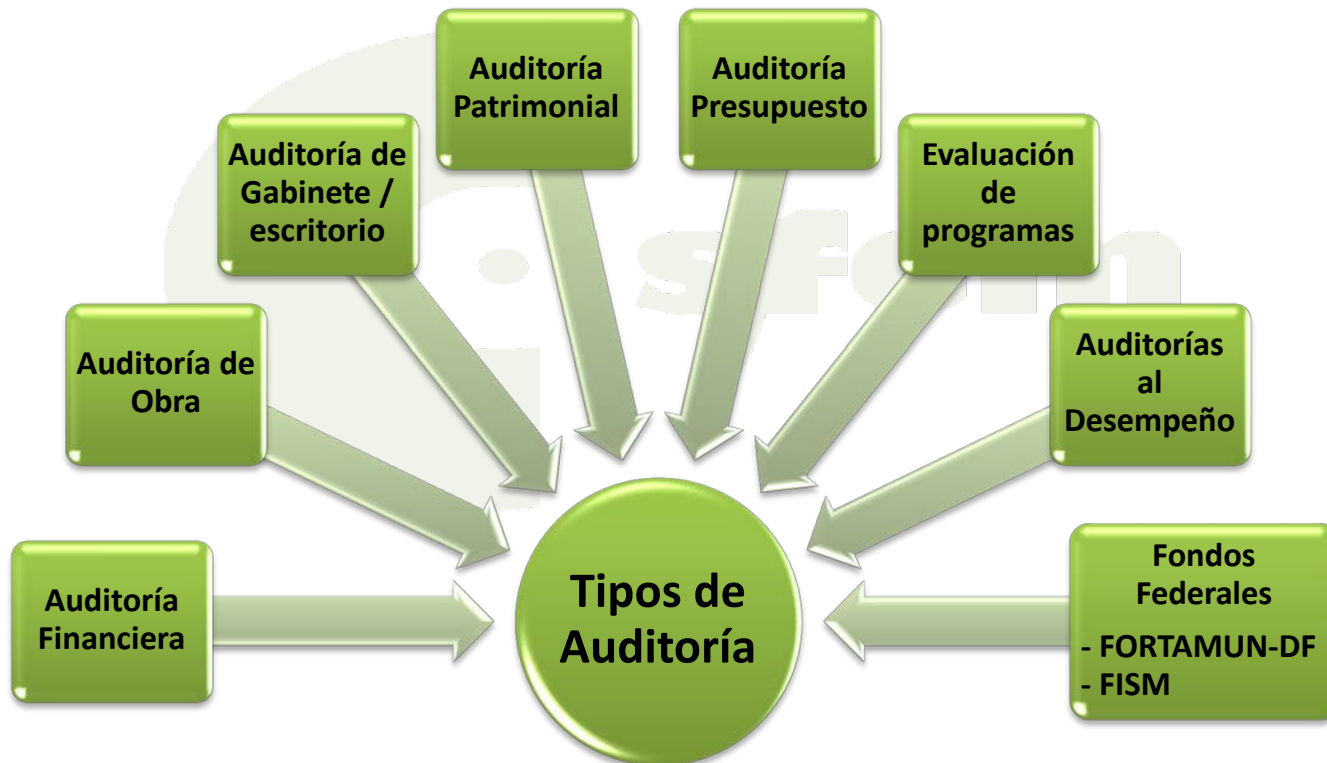 Auditoría
Patrimonial
Auditoría
Presupuesto
Auditoría de
Gabinete /
escritorio
Evaluación
de
programas
Auditoría de
Obra
Auditorías
al
Desempeño
Auditoría
Financiera
Tipos de
Auditoría
Fondos
Federales
- FORTAMUN-DF
- FISM